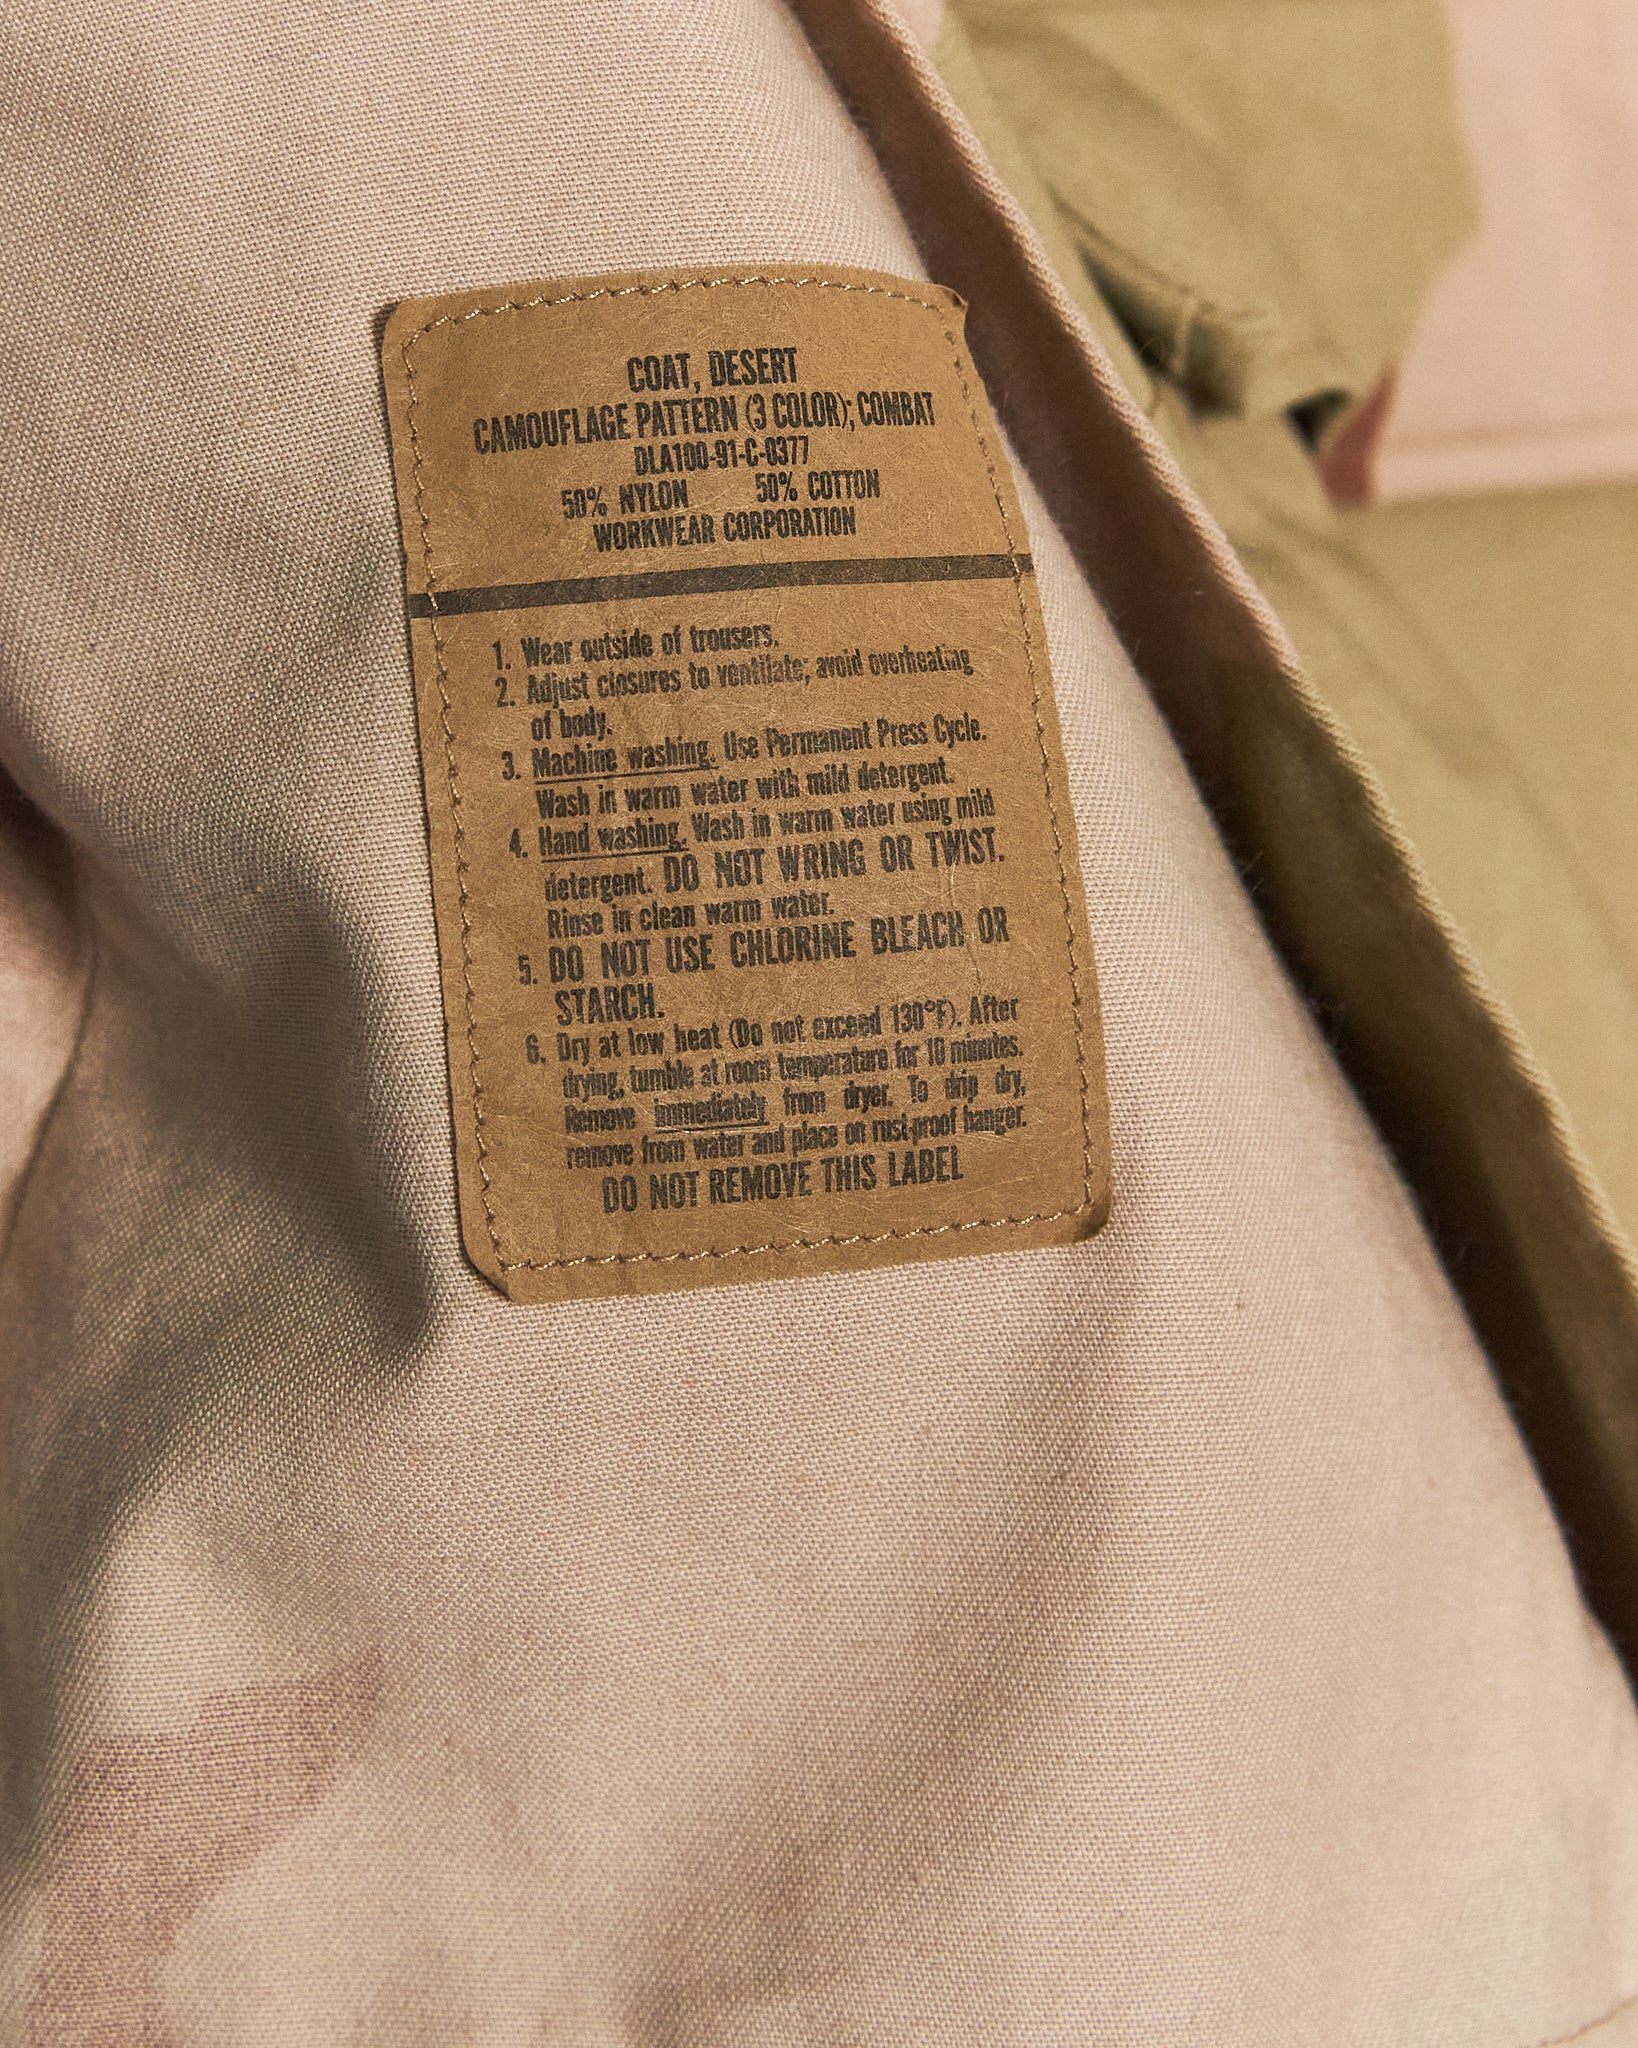 COAT, DESERT
CAMOUFLAGE PATTERN (3 COLOR); COMBAT
DLA100-91-C-0377
50% NYLON 50% COTTON
WORKWEAR CORPORATION
1. Wear outside of trousers.
2. Adjust closures to ventilate; avoid overheating
of body.
3. Machine washing. Use Permanent Press Cycle.
Wash in warm water with mild detergent.
4. Hand washing. Wash in warm water using mild
detergent. DO NOT WRING OR TWIST.
Rinse in clean warm water.
5. DO NOT USE CHLORINE BLEACH OR
STARCH.
6. Dry at low heat (Do not exceed 130°F). After
drying, tumble at room temperature for 10 minutes.
Remove immediately from dryer. To drip dry,
remove from water and place on rust-proof hanger.
DO NOT REMOVE THIS LABEL